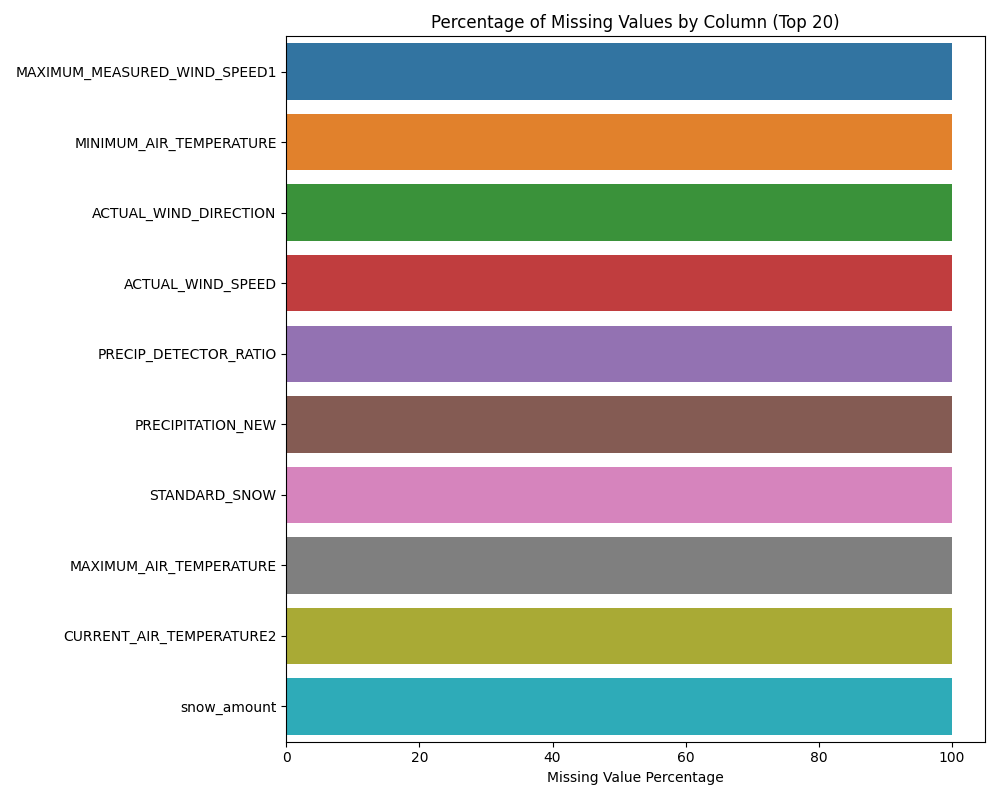 Percentage of Missing Values by Column (Top 20)
MAXIMUM_MEASURED_WIND_SPEED1
MINIMUM_AIR_TEMPERATURE
ACTUAL_WIND_DIRECTION
ACTUAL_WIND_SPEED
PRECIP_DETECTOR_RATIO
PRECIPITATION_NEW
STANDARD_SNOW
MAXIMUM_AIR_TEMPERATURE
CURRENT_AIR_TEMPERATURE2
snow_amount
0 20 40 60 80 100
Missing Value Percentage